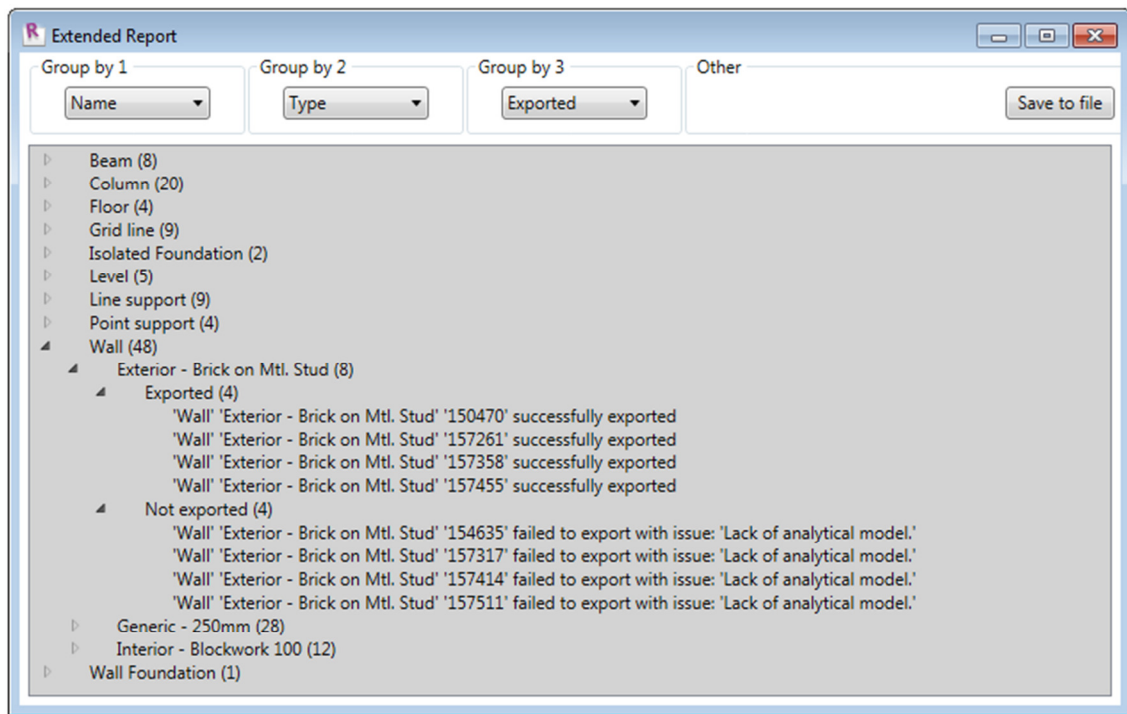 Extended Report
Group by 1 Group by 2 Group by 3 Other
Name Type Exported Save to file
Beam (8)
Column (20)
Floor (4)
Grid line (9)
Isolated Foundation (2)
Level (5)
Line support (9)
Point support (4)
Wall (48)
Exterior - Brick on Mtl. Stud (8)
Exported (4)
'Wall' 'Exterior - Brick on Mtl. Stud' '150470' successfully exported
'Wall' 'Exterior - Brick on Mtl. Stud' '157261' successfully exported
'Wall' 'Exterior - Brick on Mtl. Stud' '157358' successfully exported
'Wall' 'Exterior - Brick on Mtl. Stud' '157455' successfully exported
Not exported (4)
'Wall' 'Exterior - Brick on Mtl. Stud' '154635' failed to export with issue: 'Lack of analytical model.'
'Wall' 'Exterior - Brick on Mtl. Stud' '157317' failed to export with issue: 'Lack of analytical model.'
'Wall' 'Exterior - Brick on Mtl. Stud' '157414' failed to export with issue: 'Lack of analytical model.'
'Wall' 'Exterior - Brick on Mtl. Stud' '157511' failed to export with issue: 'Lack of analytical model.'
Generic - 250mm (28)
Interior - Blockwork 100 (12)
Wall Foundation (1)